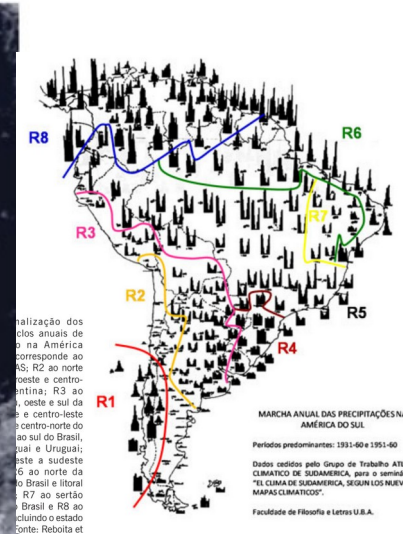 R8
R6
R3
R7
R2
R5
R4
R1
nalização dos
clos anuais de
o na América
corresponde ao
AS; R2 ao norte
roeste e centro-
entina; R3 ao
, oeste e sul da
e e centro-leste
e centro-norte do
ao sul do Brasil,
guai e Uruguai;
este a sudeste
R6 ao norte da
do Brasil e litoral
; R7 ao sertão
Brasil e R8 ao
cluindo o estado
Fonte: Reboita et
MARCHA ANUAL DAS PRECIPITAÇÕES NA
AMÉRICA DO SUL
Períodos predominantes: 1931-60 e 1951-60
Dados cedidos pelo Grupo de Trabalho ATL
CLIMATICO DE SUDAMERICA, para o seminá
"EL CLIMA DE SUDAMERICA, SEGUN LOS NUEV
MAPAS CLIMATICOS".
Faculdade de Filosofia e Letras U.B.A.